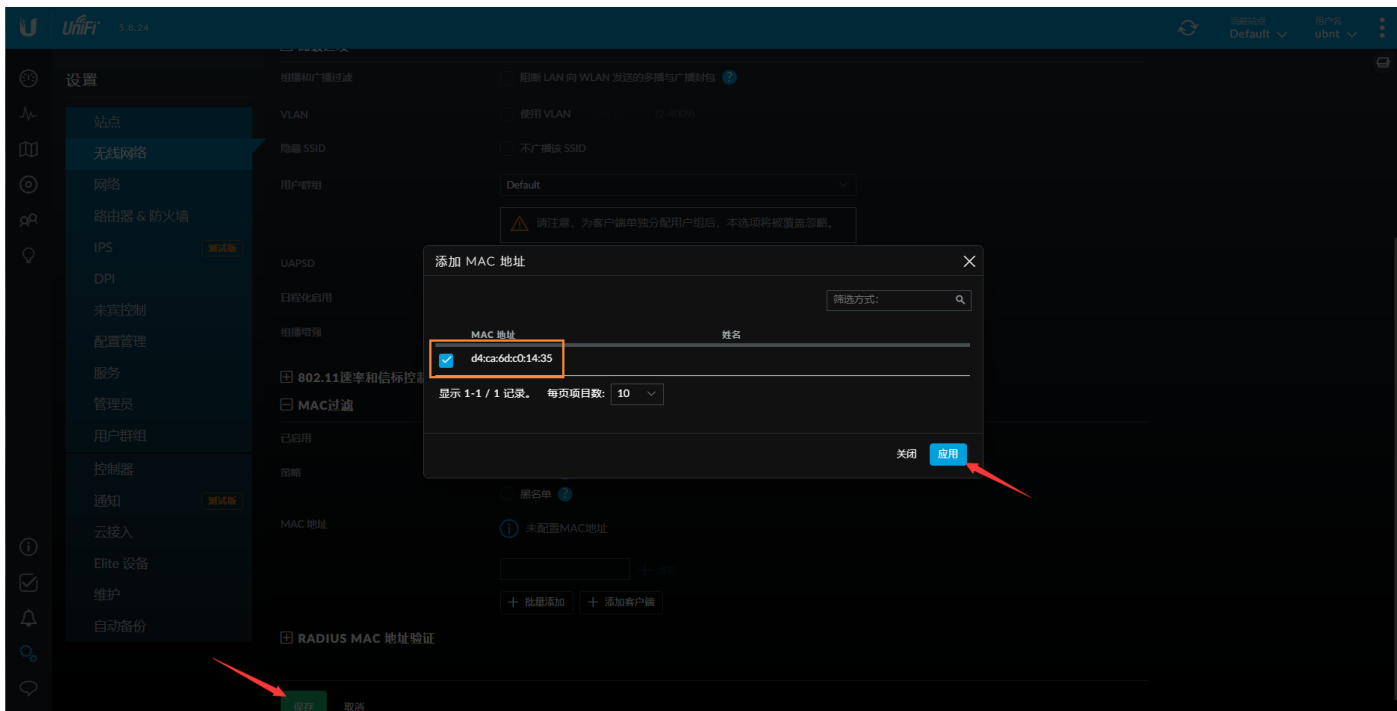 UniFi 5.8.24
当前站点
Default
用户名
ubnt
设置
站点
无线网络
网络
路由器 & 防火墙
IPS 测试版
DPI
来宾控制
配置管理
服务
管理员
用户群组
控制器
通知 测试版
云接入
Elite 设备
维护
自动备份
组播和广播过滤 阻断 LAN 向 WLAN 发送的多播与广播封包
VLAN 使用 VLAN (2-4009)
隐藏 SSID 不广播该 SSID
用户群组 Default
请注意，为客户端单独分配用户组后，本选项将被覆盖忽略。
UAPSD
日程化启用
组播增强
802.11速率和信标控制
MAC过滤
已启用
策略
黑名单
MAC 地址 未配置MAC地址
批量添加 添加客户端
RADIUS MAC 地址验证
保存 取消
添加 MAC 地址
筛选方式:
MAC 地址 姓名
d4:ca:6d:c0:14:35
显示 1-1 / 1 记录。 每页项目数: 10
关闭 应用